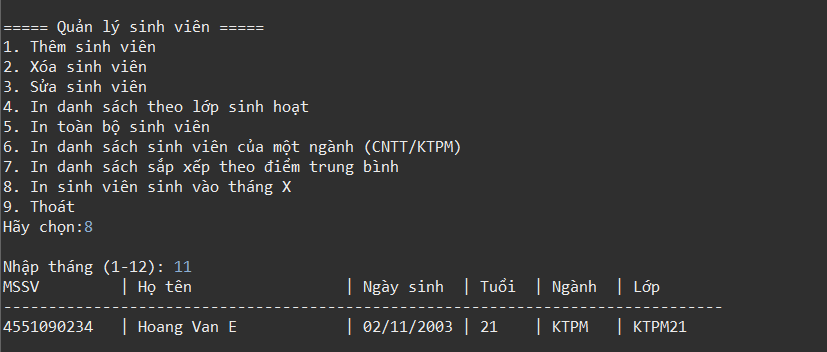 ===== Quản lý sinh viên =====
1. Thêm sinh viên
2. Xóa sinh viên
3. Sửa sinh viên
4. In danh sách theo lớp sinh hoạt
5. In toàn bộ sinh viên
6. In danh sách sinh viên của một ngành (CNTT/KTPM)
7. In danh sách sắp xếp theo điểm trung bình
8. In sinh viên sinh vào tháng X
9. Thoát
Hãy chọn:8
Nhập tháng (1-12): 11
MSSV | Họ tên | Ngày sinh | Tuổi | Ngành | Lớp
--------------------------------------------------------------------------------
4551090234 | Hoang Van E | 02/11/2003 | 21 | KTPM | KTPM21